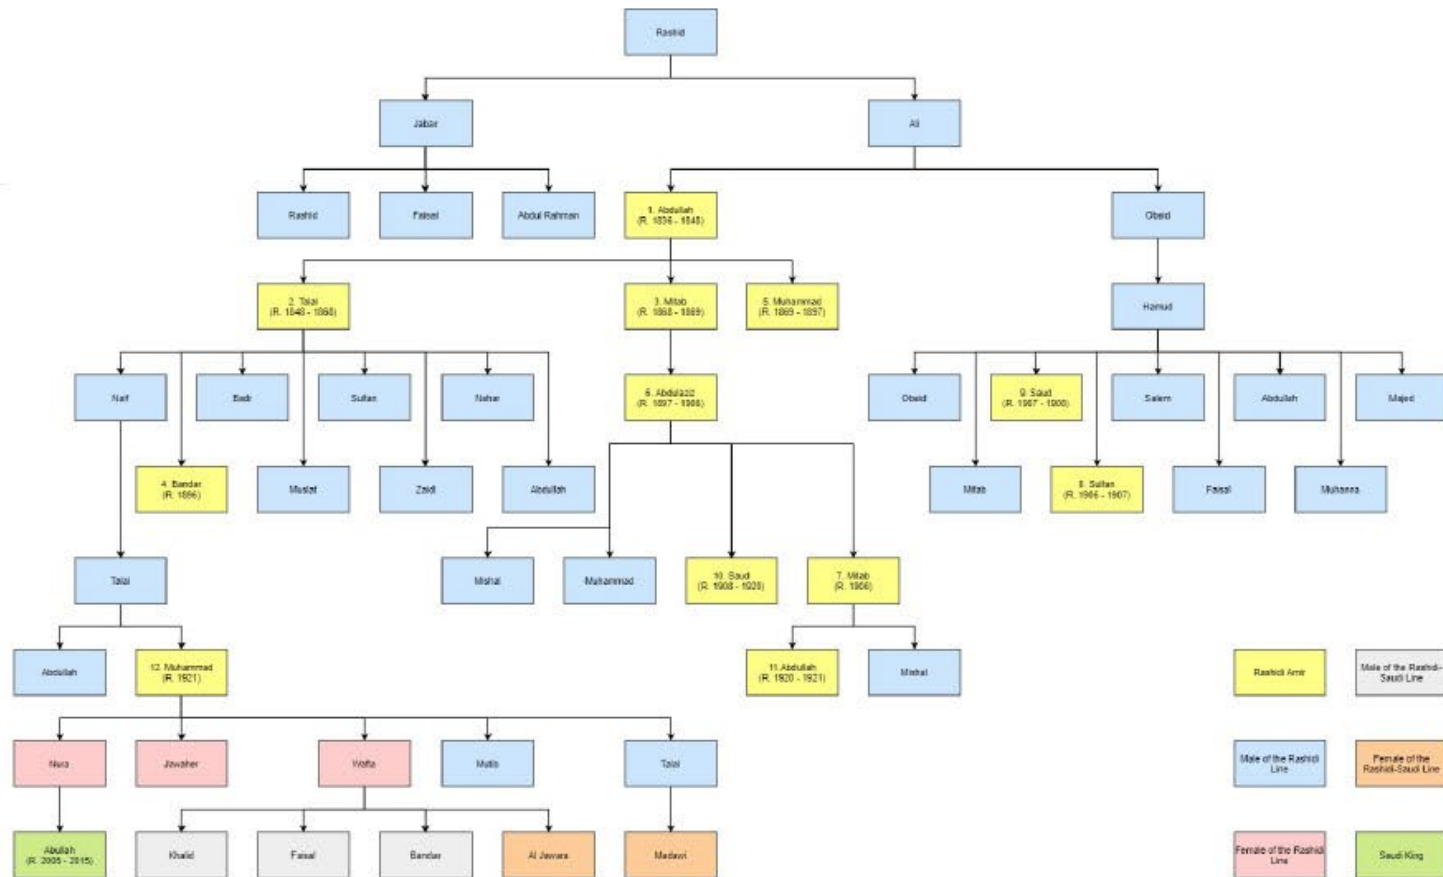 Rashid
Jabar
Ali
Rashid
Faisal
Abdul Rahman
1. Abdullah
(R. 1836 - 1848)
Obeid
2. Talal
(R. 1848 - 1868)
3. Mitab
(R. 1868 - 1869)
5. Muhammad
(R. 1869 - 1897)
Hamud
Naif
Badr
Sultan
Nahar
6. Abdulaziz
(R. 1897 - 1906)
Obeid
9. Saud
(R. 1907 - 1908)
Salem
Abdullah
Majed
4. Bandar
(R. 1896)
Muslat
Zaidl
Abdullah
Mitab
8. Sultan
(R. 1906 - 1907)
Faisal
Muhanna
Talal
Mishal
Muhammad
10. Saud
(R. 1908 - 1920)
7. Mitab
(R. 1906)
Abdullah
12. Muhammad
(R. 1921)
11. Abdullah
(R. 1920 - 1921)
Mishal
Rashidi Amir
Male of the Rashidi-
Saudi Line
Nura
Jawaher
Wafta
Mutib
Talal
Male of the Rashidi
Line
Female of the
Rashidi-Saudi Line
Abullah
(R. 2005 - 2015)
Khalid
Faisal
Bandar
Al Jawara
Madawi
Female of the Rashidi
Line
Saudi King